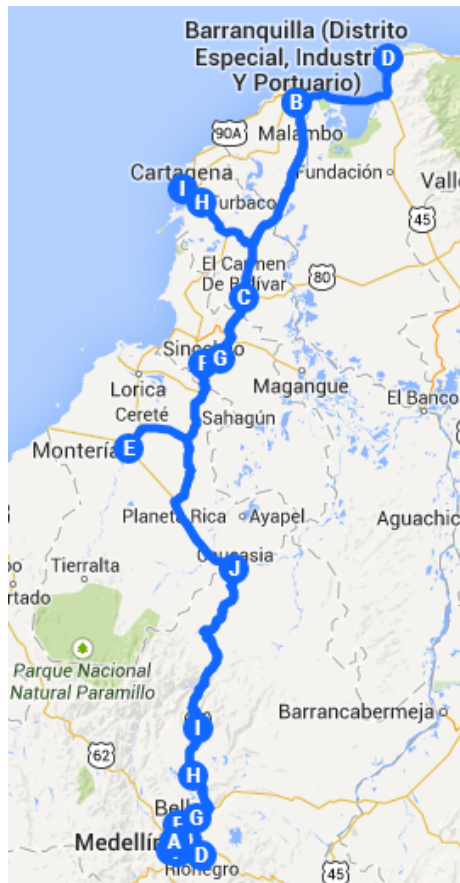 Barranquilla (Distrito
Especial, Industri
Y Portuario)
D
B
90A
Malambo
Cartagena
Fundación
Valle
I
H
Turbaco
45
El Carmen
De Bolívar
80
C
G
Lorica
Magangue
Cereté
Sahagún
El Banco
Montería
E
Planeta Rica
Ayapel
Aguachic
Caucasia
J
Tierralta
rtado
Parque Nacional
Natural Paramillo
I
Barrancabermeja
62
H
Bell
G
Medellín
A
D
Rionegro
45